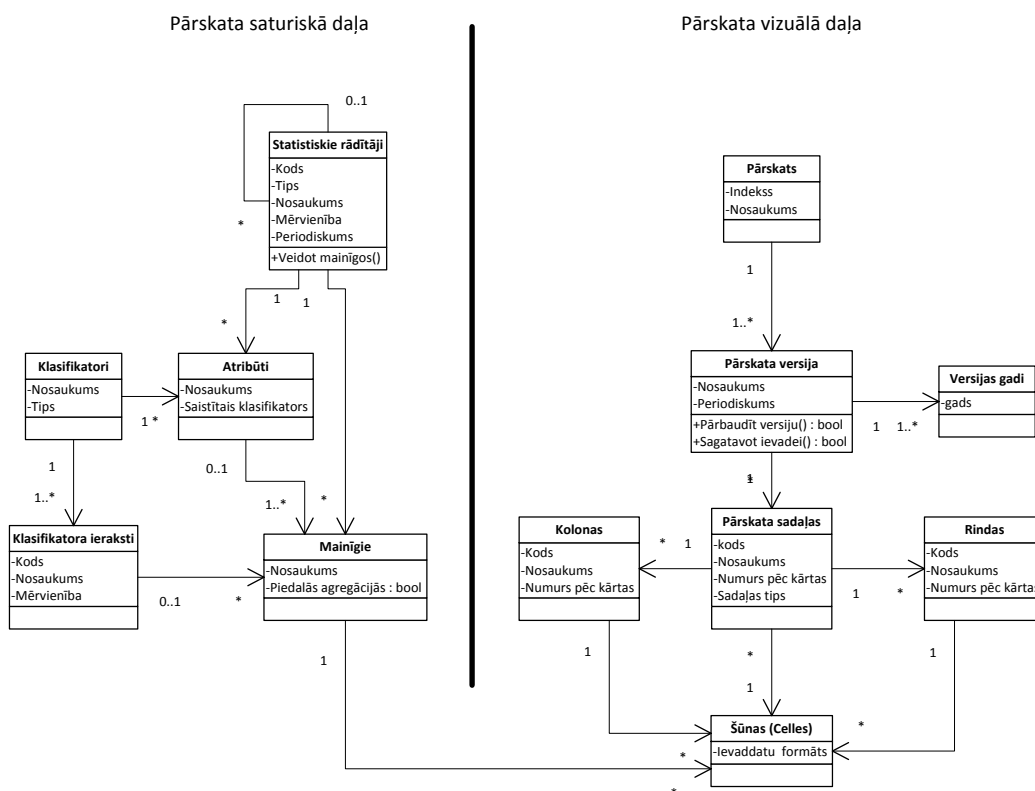 Pārskata saturiskā daļa
Pārskata vizuālā daļa
0..1
Statistiskie rādītāji
-Kods
-Tips
-Nosaukums
-Mērvienība
-Periodiskums
+Veidot mainīgos()
*
1
1
*
Klasifikatori
-Nosaukums
-Tips
1 *
Atribūti
-Nosaukums
-Saistītais klasifikators
1
1..*
0..1
1..*
*
Klasifikatora ieraksti
-Kods
-Nosaukums
-Mērvienība
0..1
*
Mainīgie
-Nosaukums
-Piedalās agregācijās : bool
1
Pārskats
-Indekss
-Nosaukums
1
1..*
Pārskata versija
-Nosaukums
-Periodiskums
+Pārbaudīt versiju() : bool
+Sagatavot ievadei() : bool
1
1..*
Versijas gadi
-gads
1
*
Kolonas
-Kods
-Nosaukums
-Numurs pēc kārtas
*
1
Pārskata sadaļas
-kods
-Nosaukums
-Numurs pēc kārtas
-Sadaļas tips
1
*
Rindas
-Kods
-Nosaukums
-Numurs pēc kārtas
1
*
1
1
Šūnas (Celles)
-Ievaddatu formāts
*
*
*